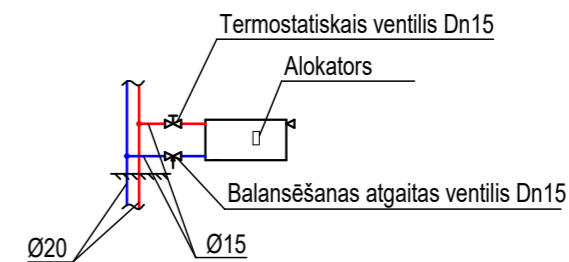 Termostatiskais ventilis Dn15
Alokators
Balansēšanas atgaitas ventilis Dn15
Ø20
Ø15